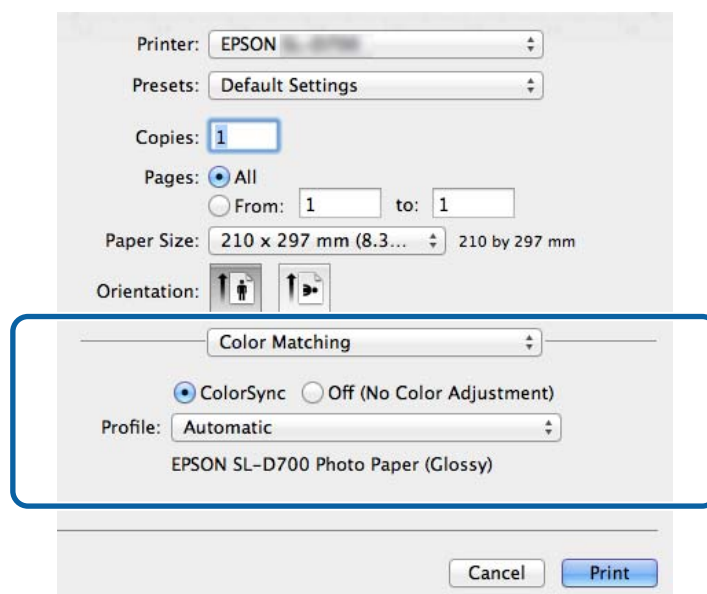 Printer: EPSON
Presets: Default Settings
Copies: 1
Pages: All
From: 1 to: 1
Paper Size: 210 x 297 mm (8.3... 210 by 297 mm
Orientation:
Color Matching
ColorSync Off (No Color Adjustment)
Profile: Automatic
EPSON SL-D700 Photo Paper (Glossy)
Cancel Print